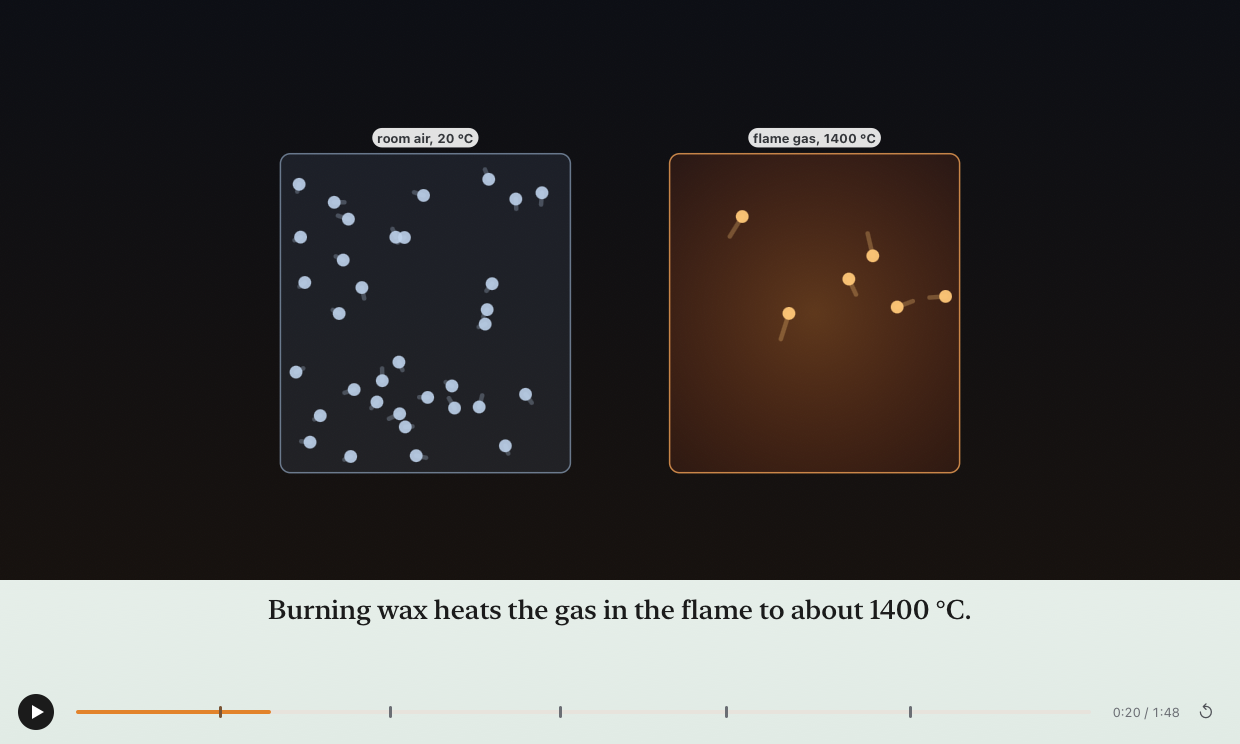 room air, 20 °C
flame gas, 1400 °C
Burning wax heats the gas in the flame to about 1400 °C.
0:20 / 1:48